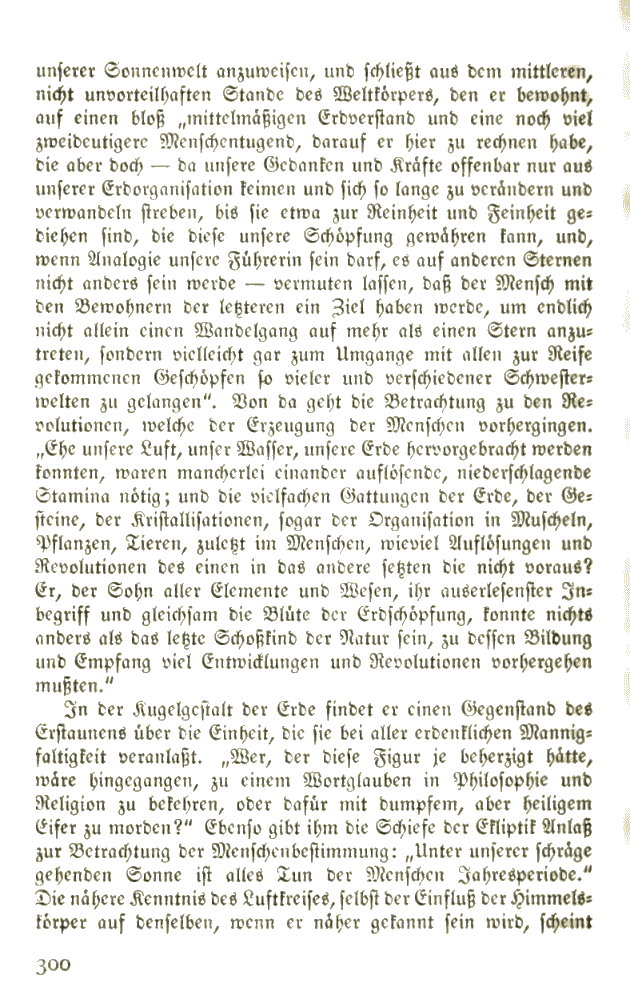 unserer Sonnenwelt anzuweisen, und schließt aus dem mittleren,
nicht unvorteilhaften Stande des Weltkörpers, den er bewohnt,
auf einen bloß „mittelmäßigen Erdverstand und eine noch viel
zweideutigere Menschentugend, darauf er hier zu rechnen habe,
die aber doch — da unsere Gedanken und Kräfte offenbar nur aus
unserer Erdorganisation keimen und sich so lange zu verändern und
verwandeln streben, bis sie etwa zur Reinheit und Feinheit ge-
diehen sind, die diese unsere Schöpfung gewähren kann, und,
wenn Analogie unsere Führerin sein darf, es auf anderen Sternen
nicht anders sein werde — vermuten lassen, daß der Mensch mit
den Bewohnern der letzteren ein Ziel haben werde, um endlich
nicht allein einen Wandelgang auf mehr als einen Stern anzu-
treten, sondern vielleicht gar zum Umgange mit allen zur Reife
gekommenen Geschöpfen so vieler und verschiedener Schwester-
welten zu gelangen“. Von da geht die Betrachtung zu den Re-
volutionen, welche der Erzeugung der Menschen vorhergingen.
„Ehe unsere Luft, unser Wasser, unsere Erde hervorgebracht werden
konnten, waren mancherlei einander auflösende, niederschlagende
Stamina nötig; und die vielfachen Gattungen der Erde, der Ge-
steine, der Kristallisationen, sogar der Organisation in Muscheln,
Pflanzen, Tieren, zuletzt im Menschen, wieviel Auflösungen und
Revolutionen des einen in das andere setzten die nicht voraus?
Er, der Sohn aller Elemente und Wesen, ihr auserlesenster In-
begriff und gleichsam die Blüte der Erdschöpfung, konnte nichts
anders als das letzte Schoßkind der Natur sein, zu dessen Bildung
und Empfang viel Entwicklungen und Revolutionen vorhergehen
mußten.“
In der Kugelgestalt der Erde findet er einen Gegenstand des
Erstaunens über die Einheit, die sie bei aller erdenklichen Mannig-
faltigkeit veranlaßt. „Wer, der diese Figur je beherzigt hätte,
wäre hingegangen, zu einem Wortglauben in Philosophie und
Religion zu bekehren, oder dafür mit dumpfem, aber heiligem
Eifer zu morden?“ Ebenso gibt ihm die Schiefe der Ekliptik Anlaß
zur Betrachtung der Menschenbestimmung: „Unter unserer schräge
gehenden Sonne ist alles Tun der Menschen Jahresperiode.“
Die nähere Kenntnis des Luftkreises, selbst der Einfluß der Himmels-
körper auf denselben, wenn er näher gekannt sein wird, scheint
300